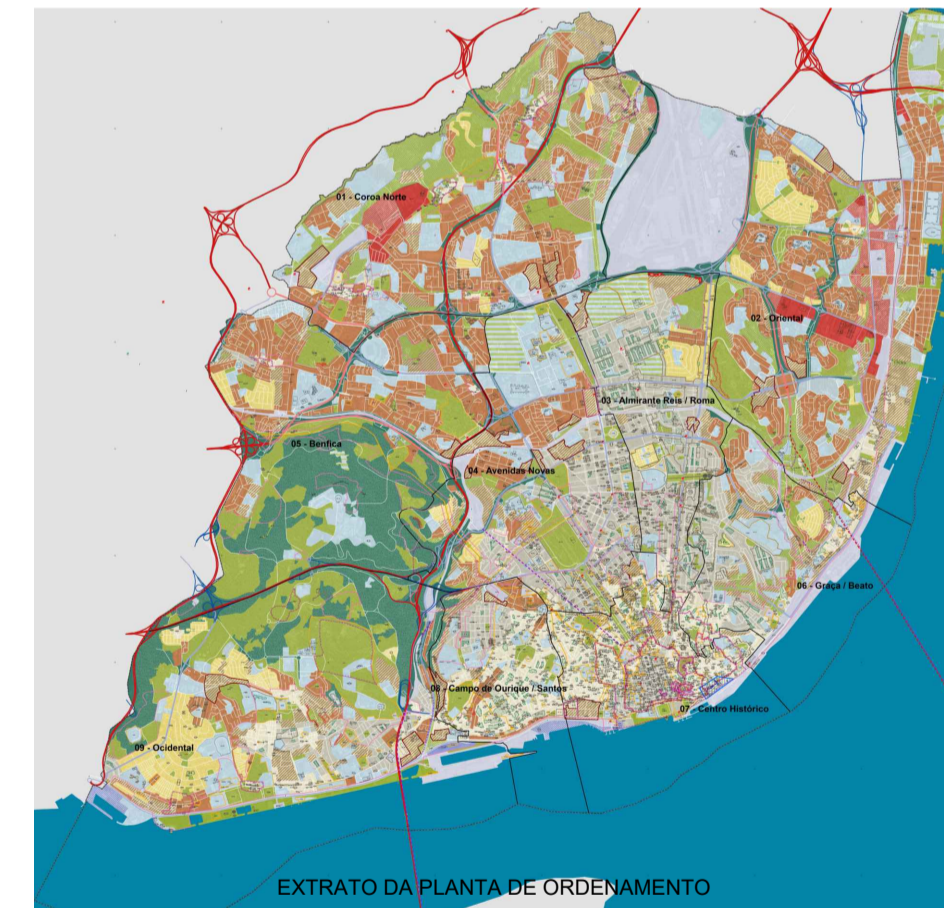 01 - Coroa Norte
02 - Oriental
03 - Almirante Reis / Roma
05 - Benfica
04 - Avenidas Novas
06 - Graça / Beato
08 - Campo de Ourique / Santos
07 - Centro Histórico
09 - Ocidental
EXTRATO DA PLANTA DE ORDENAMENTO